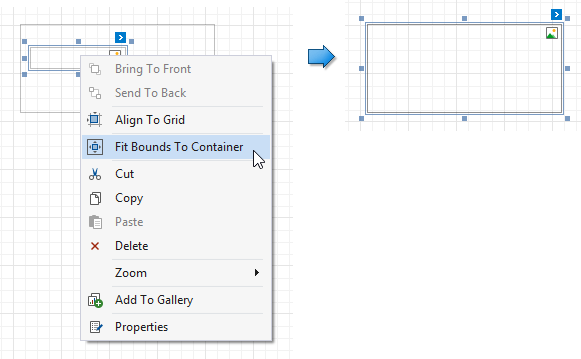 Bring To Front
Send To Back
Align To Grid
Fit Bounds To Container
Cut
Copy
Paste
Delete
Zoom
Add To Gallery
Properties